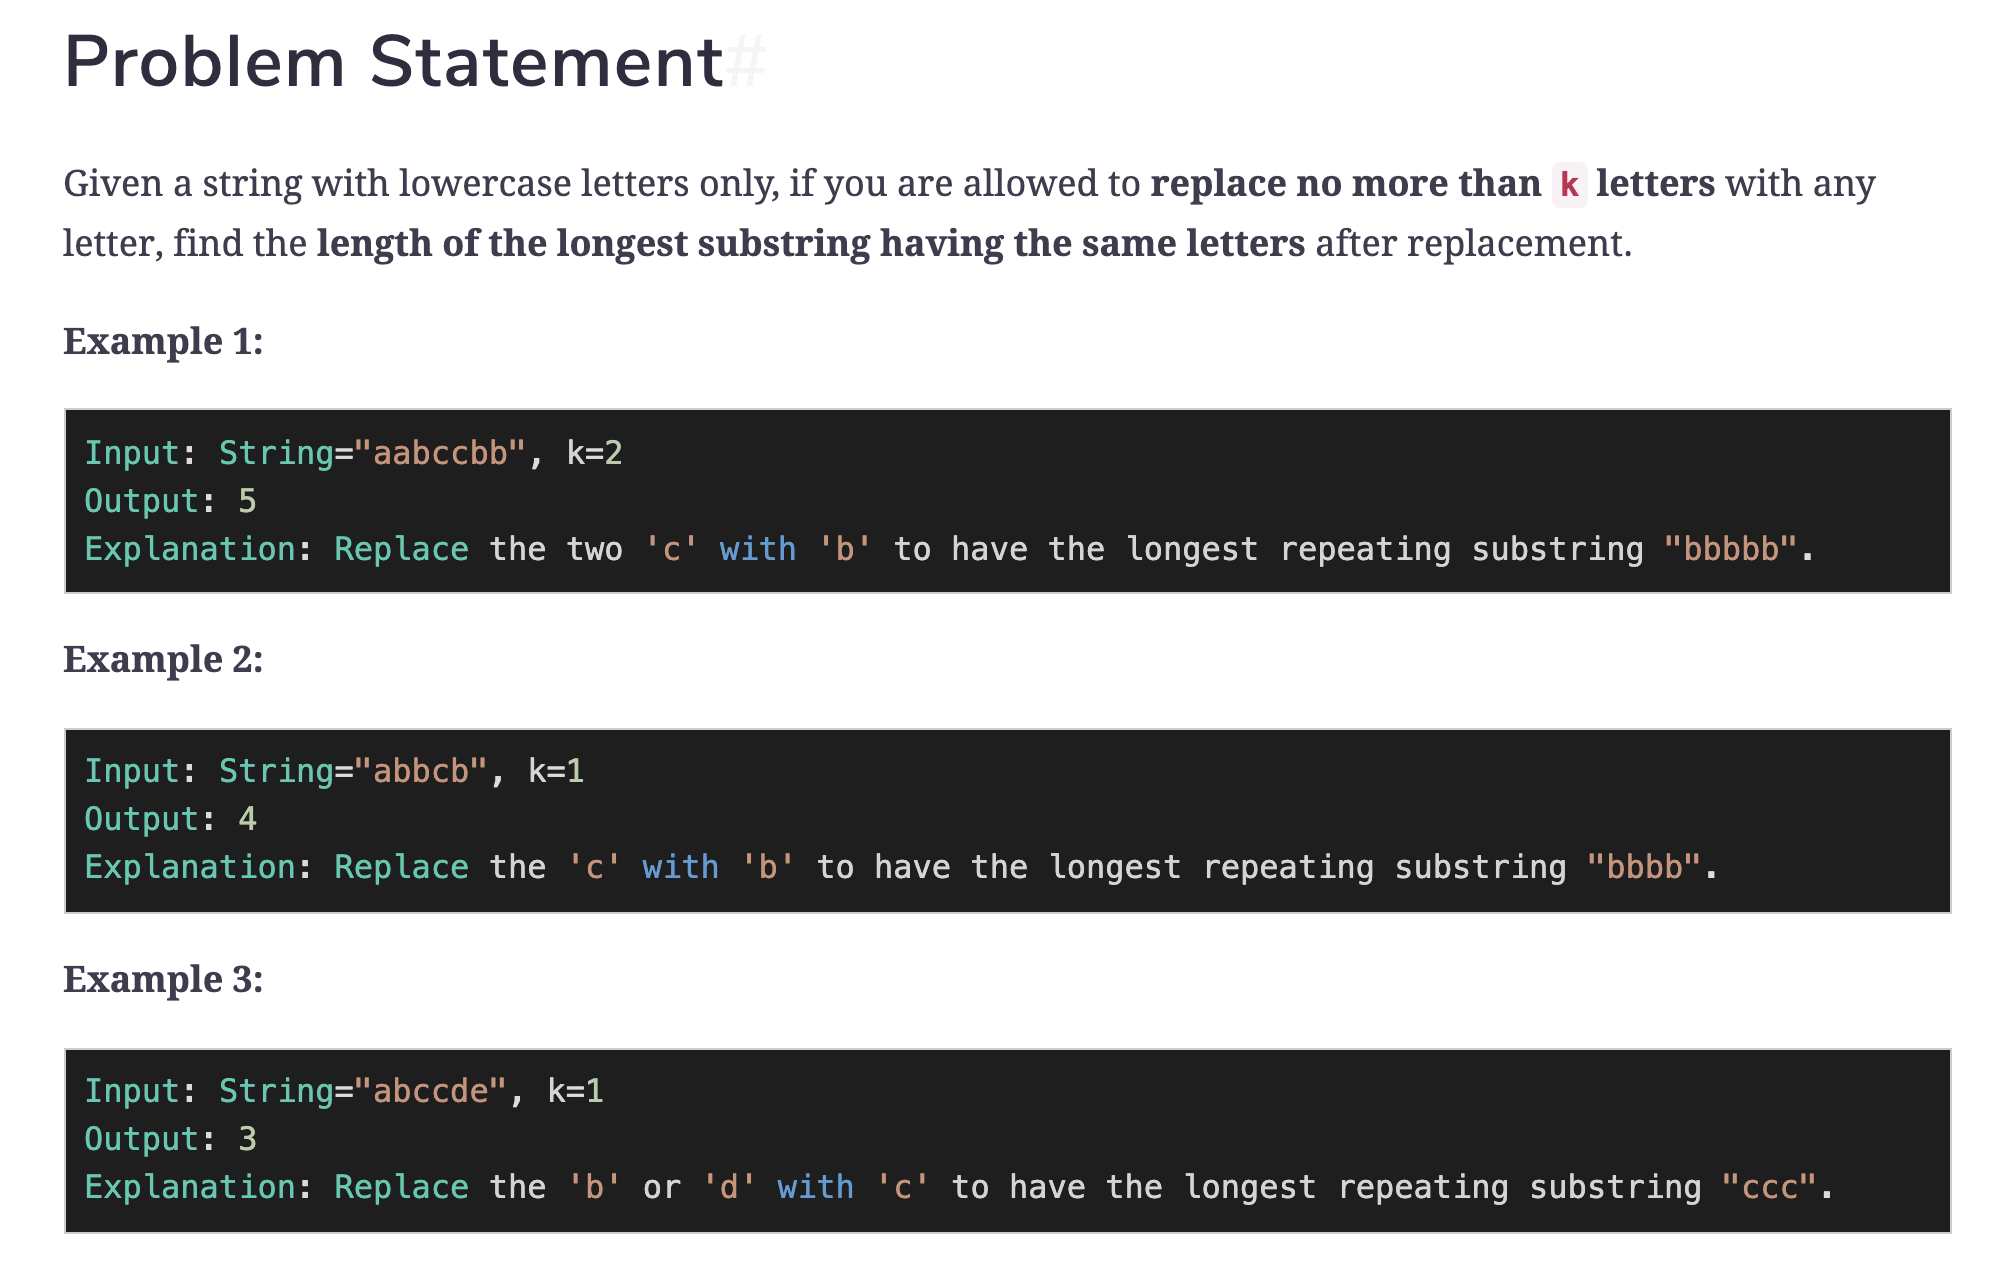 Problem Statement#
Given a string with lowercase letters only, if you are allowed to replace no more than k letters with any
letter, find the length of the longest substring having the same letters after replacement.
Example 1:
Input: String="aabccbb", k=2
Output: 5
Explanation: Replace the two 'c' with 'b' to have the longest repeating substring "bbbbb".
Example 2:
Input: String="abbcb", k=1
Output: 4
Explanation: Replace the 'c' with 'b' to have the longest repeating substring "bbbb".
Example 3:
Input: String="abccde", k=1
Output: 3
Explanation: Replace the 'b' or 'd' with 'c' to have the longest repeating substring "ccc".